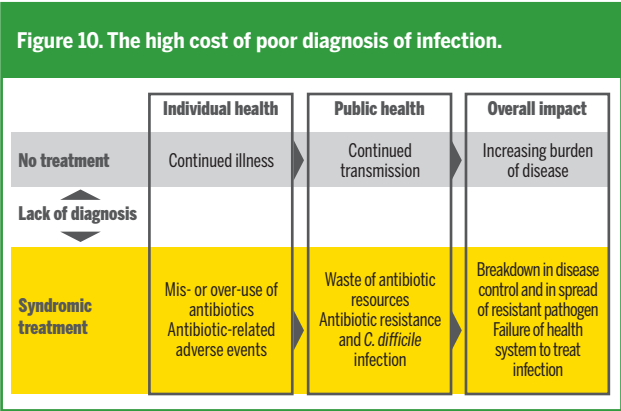 Figure 10. The high cost of poor diagnosis of infection.
Individual health
Public health
Overall impact
No treatment
Continued illness
Continued
transmission
Increasing burden
of disease
Lack of diagnosis
Syndromic
treatment
Mis- or over-use of
antibiotics
Antibiotic-related
adverse events
Waste of antibiotic
resources
Antibiotic resistance
and C. difficile
infection
Breakdown in disease
control and in spread
of resistant pathogen
Failure of health
system to treat
infection